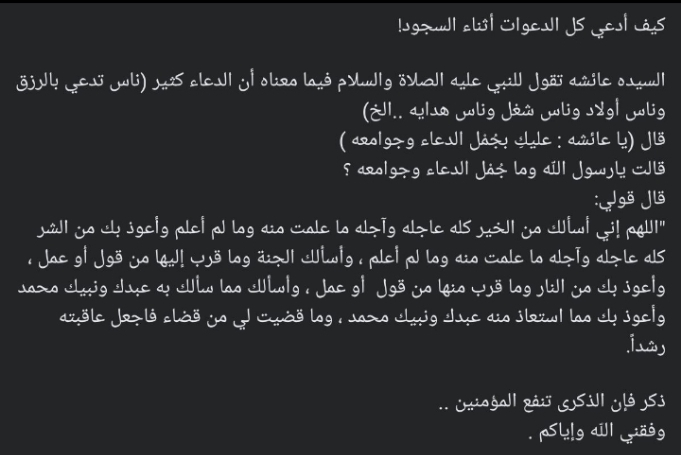 كيف أدعي كل الدعوات أثناء السجود!
السيده عائشه تقول للنبي عليه الصلاة والسلام فيما معناه أن الدعاء كثير (ناس تدعي بالرزق
وناس أولاد وناس شغل وناس هدايه ..الخ)
قال (يا عائشه : عليكِ بجُمْل الدعاء وجوامعه )
قالت يارسول الله وما جُمْل الدعاء وجوامعه ؟
قال قولي:
"اللهم إني أسألك من الخير كله عاجله وآجله ما علمت منه وما لم أعلم وأعوذ بك من الشر
كله عاجله وآجله ما علمت منه وما لم أعلم ، وأسألك الجنة وما قرب إليها من قول أو عمل ،
وأعوذ بك من النار وما قرب منها من قول أو عمل ، وأسألك مما سألك به عبدك ونبيك محمد
وأعوذ بك مما استعاذ منه عبدك ونبيك محمد ، وما قضيت لي من قضاء فاجعل عاقبته
رشداً.
ذكر فإن الذكرى تنفع المؤمنين ..
وفقني الله وإياكم .